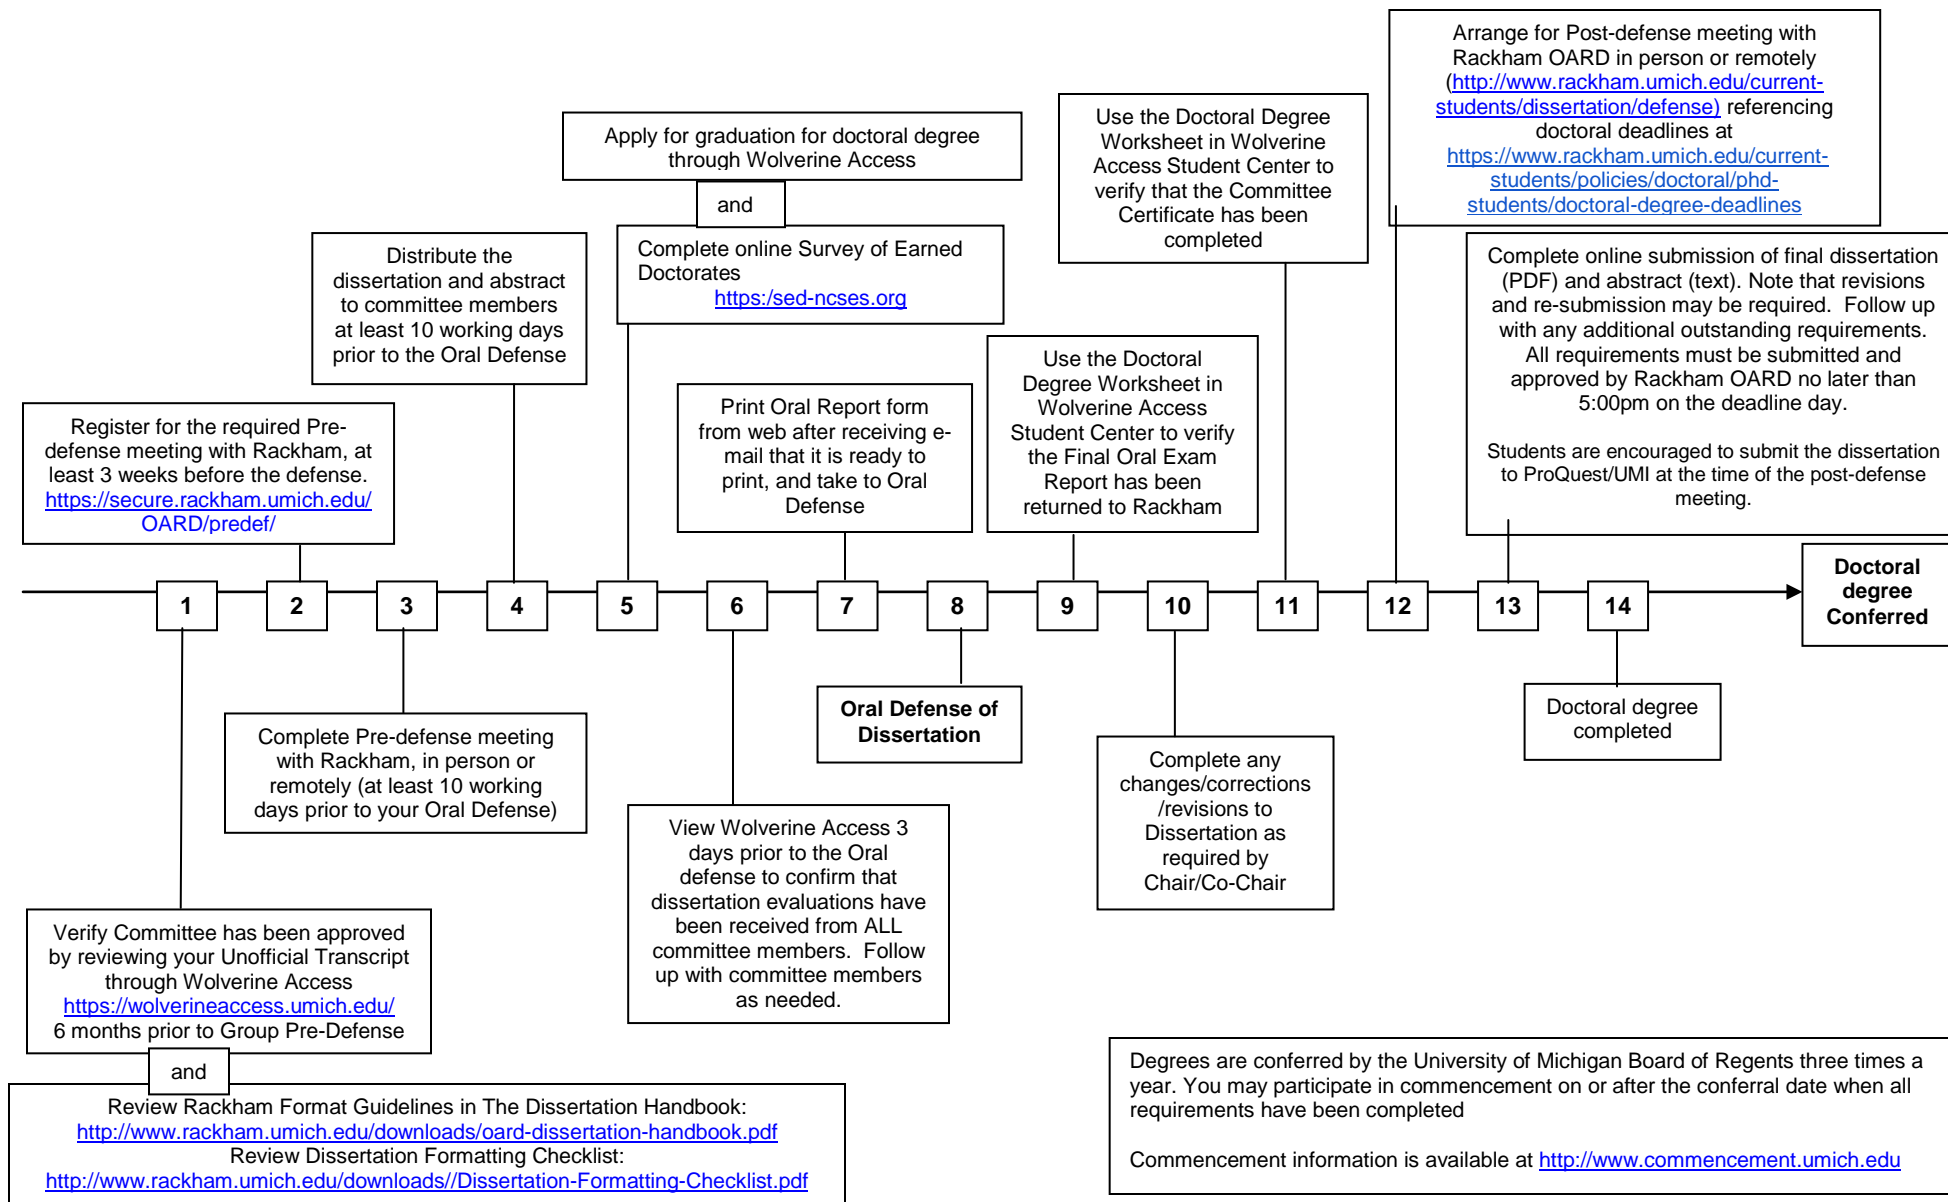 Arrange for Post-defense meeting with
Rackham OARD in person or remotely
(http://www.rackham.umich.edu/current-
students/dissertation/defense) referencing
doctoral deadlines at
https://www.rackham.umich.edu/current-
students/policies/doctoral/phd-
students/doctoral-degree-deadlines
Use the Doctoral Degree
Worksheet in Wolverine
Access Student Center to
verify that the Committee
Certificate has been
completed
Apply for graduation for doctoral degree
through Wolverine Access
and
Complete online Survey of Earned
Doctorates
https:/sed-ncses.org
Distribute the
dissertation and abstract
to committee members
at least 10 working days
prior to the Oral Defense
Complete online submission of final dissertation
(PDF) and abstract (text). Note that revisions
and re-submission may be required.  Follow up
with any additional outstanding requirements.
All requirements must be submitted and
approved by Rackham OARD no later than
5:00pm on the deadline day.
Students are encouraged to submit the dissertation
to ProQuest/UMI at the time of the post-defense
meeting.
Use the Doctoral
Degree Worksheet in
Wolverine Access
Student Center to verify
the Final Oral Exam
Report has been
returned to Rackham
Print Oral Report form
from web after receiving e-
mail that it is ready to
print, and take to Oral
Defense
Register for the required Pre-
defense meeting with Rackham, at
least 3 weeks before the defense.
https://secure.rackham.umich.edu/
OARD/predef/
1
2
3
4
5
6
7
8
9
10
11
12
13
14
Doctoral
degree
Conferred
Oral Defense of
Dissertation
Doctoral degree
completed
Complete Pre-defense meeting
with Rackham, in person or
remotely (at least 10 working
days prior to your Oral Defense)
Complete any
changes/corrections
/revisions to
Dissertation as
required by
Chair/Co-Chair
View Wolverine Access 3
days prior to the Oral
defense to confirm that
dissertation evaluations have
been received from ALL
committee members.  Follow
up with committee members
as needed.
Verify Committee has been approved
by reviewing your Unofficial Transcript
through Wolverine Access
https://wolverineaccess.umich.edu/
6 months prior to Group Pre-Defense
and
Review Rackham Format Guidelines in The Dissertation Handbook:
http://www.rackham.umich.edu/downloads/oard-dissertation-handbook.pdf
Review Dissertation Formatting Checklist:
http://www.rackham.umich.edu/downloads//Dissertation-Formatting-Checklist.pdf
Degrees are conferred by the University of Michigan Board of Regents three times a
year. You may participate in commencement on or after the conferral date when all
requirements have been completed
Commencement information is available at http://www.commencement.umich.edu